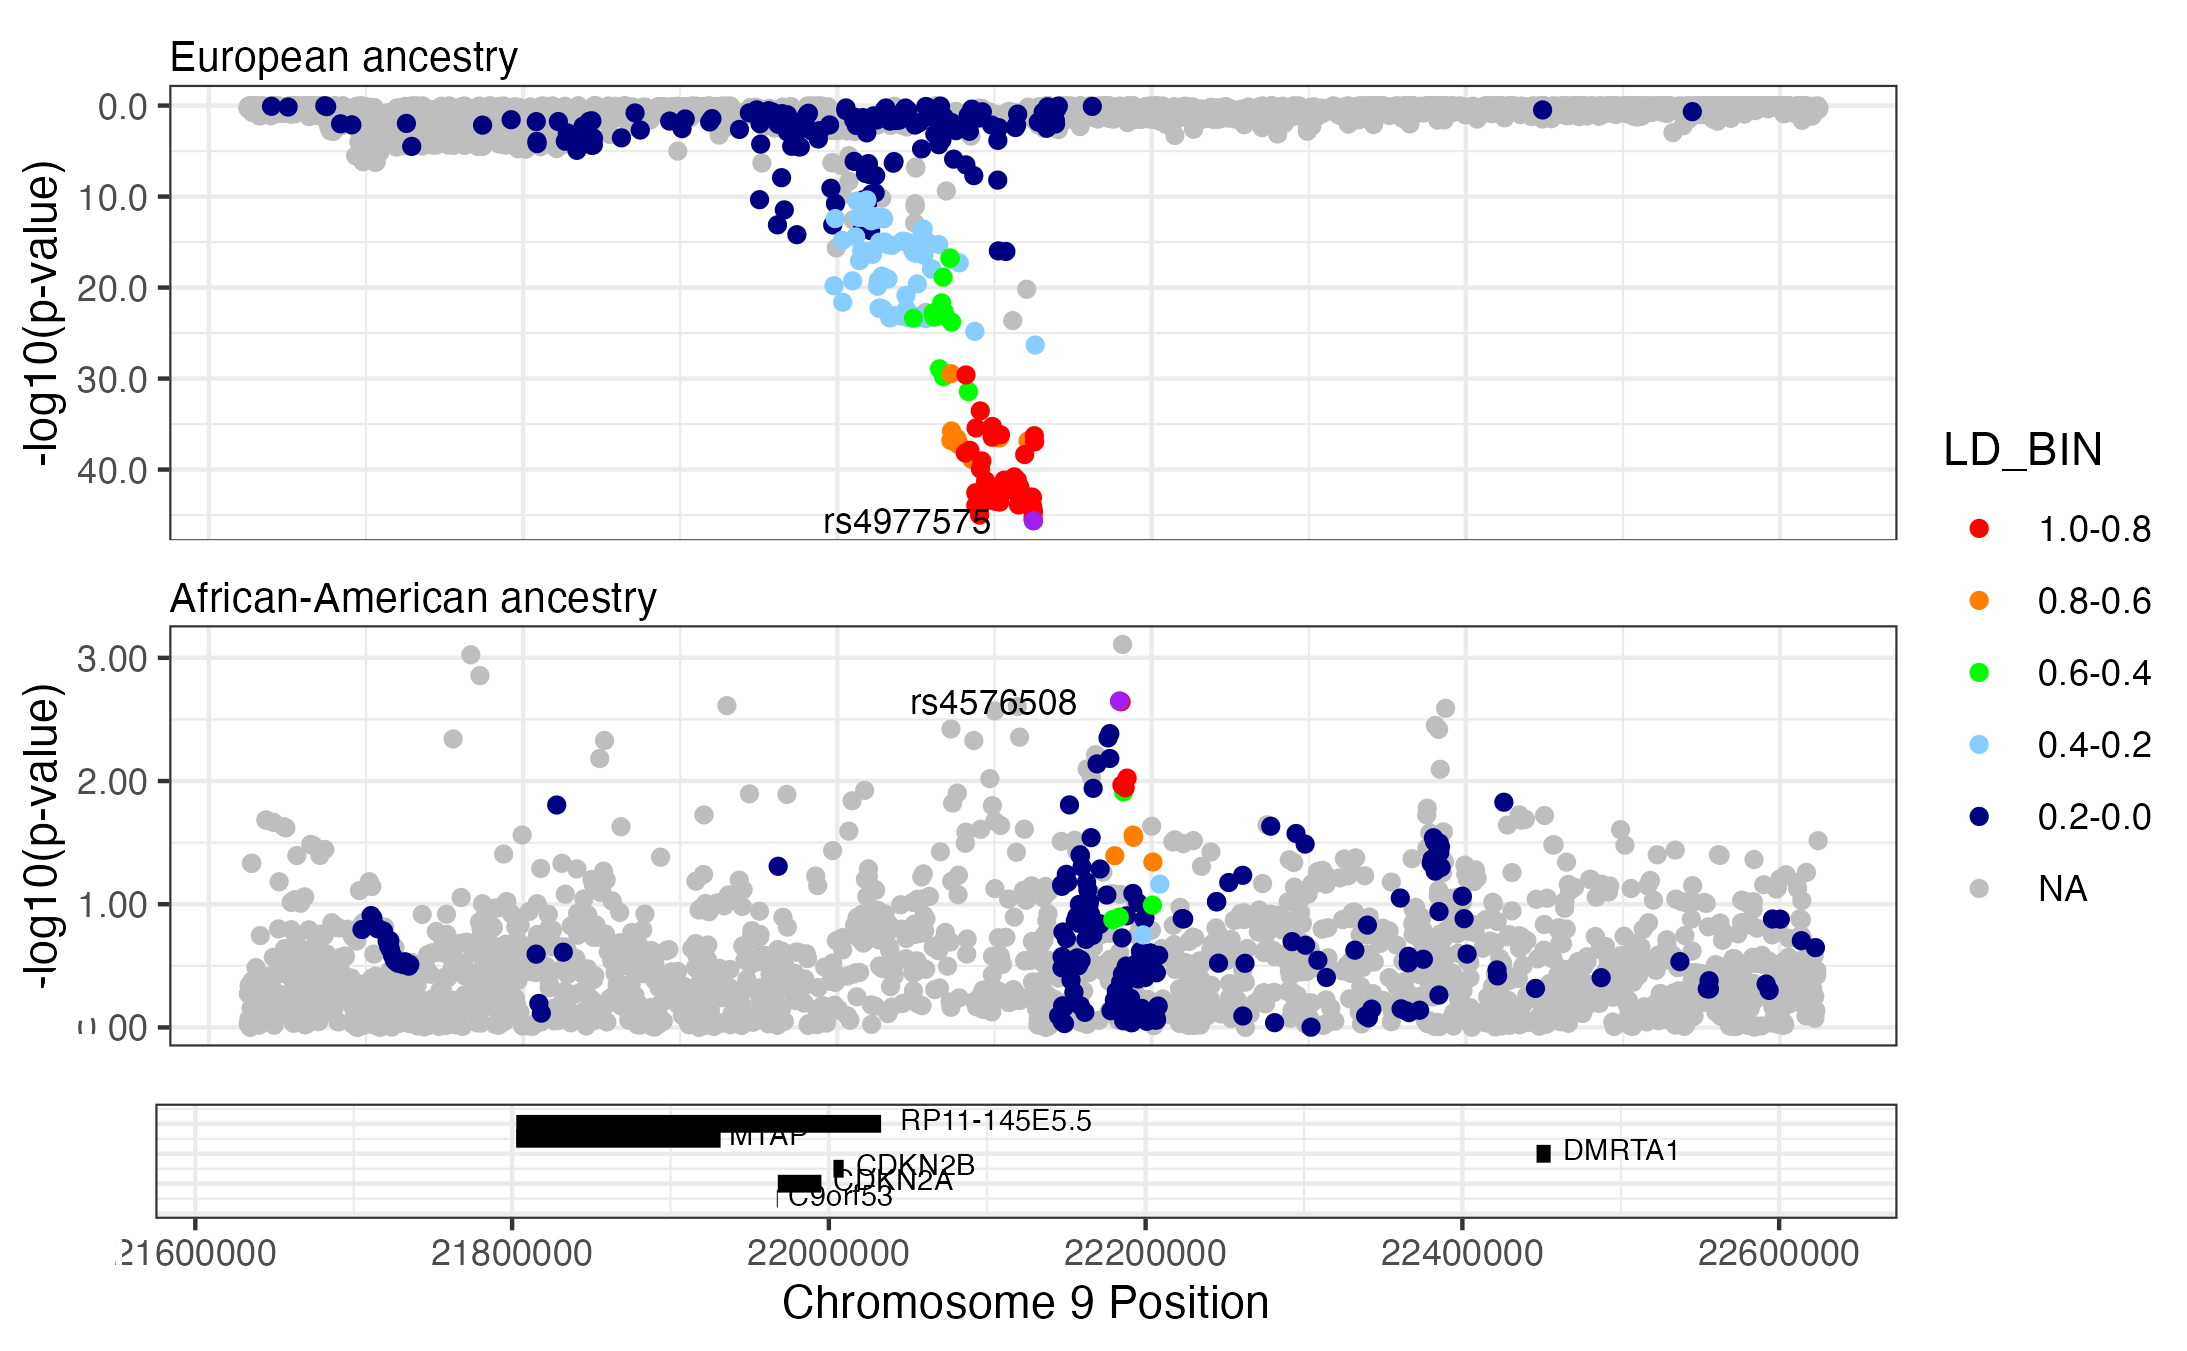 European ancestry
0.0
10.0
20.0
30.0
40.0
-log10(p-value)
rs4977575
African-American ancestry
3.00
2.00
1.00
0.00
-log10(p-value)
rs4576508
LD_BIN
1.0-0.8
0.8-0.6
0.6-0.4
0.4-0.2
0.2-0.0
NA
RP11-145E5.5
MTAP
DMRTA1
CDKN2B
CDKN2A
C9orf53
21600000 21800000 22000000 22200000 22400000 22600000
Chromosome 9 Position